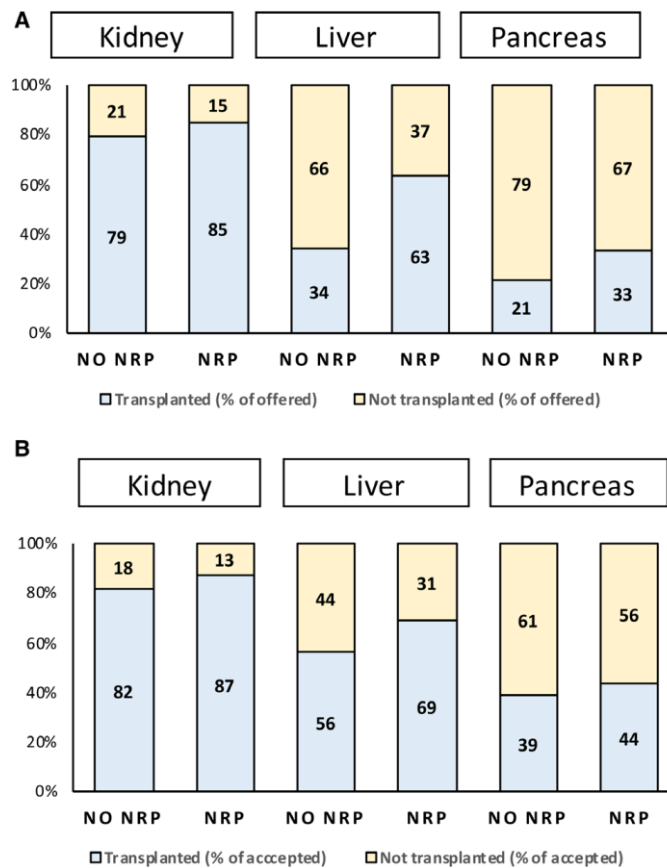 A
Kidney Liver Pancreas
100%
80%
60%
40%
20%
0%
21 15 66 37 79 67
79 85 34 63 21 33
NO NRP NRP NO NRP NRP NO NRP NRP
Transplanted (% of offered) Not transplanted (% of offered)
B
Kidney Liver Pancreas
100%
80%
60%
40%
20%
0%
18 13 44 31 61 56
82 87 56 69 39 44
NO NRP NRP NO NRP NRP NO NRP NRP
Transplanted (% of acccepted) Not transplanted (% of accepted)